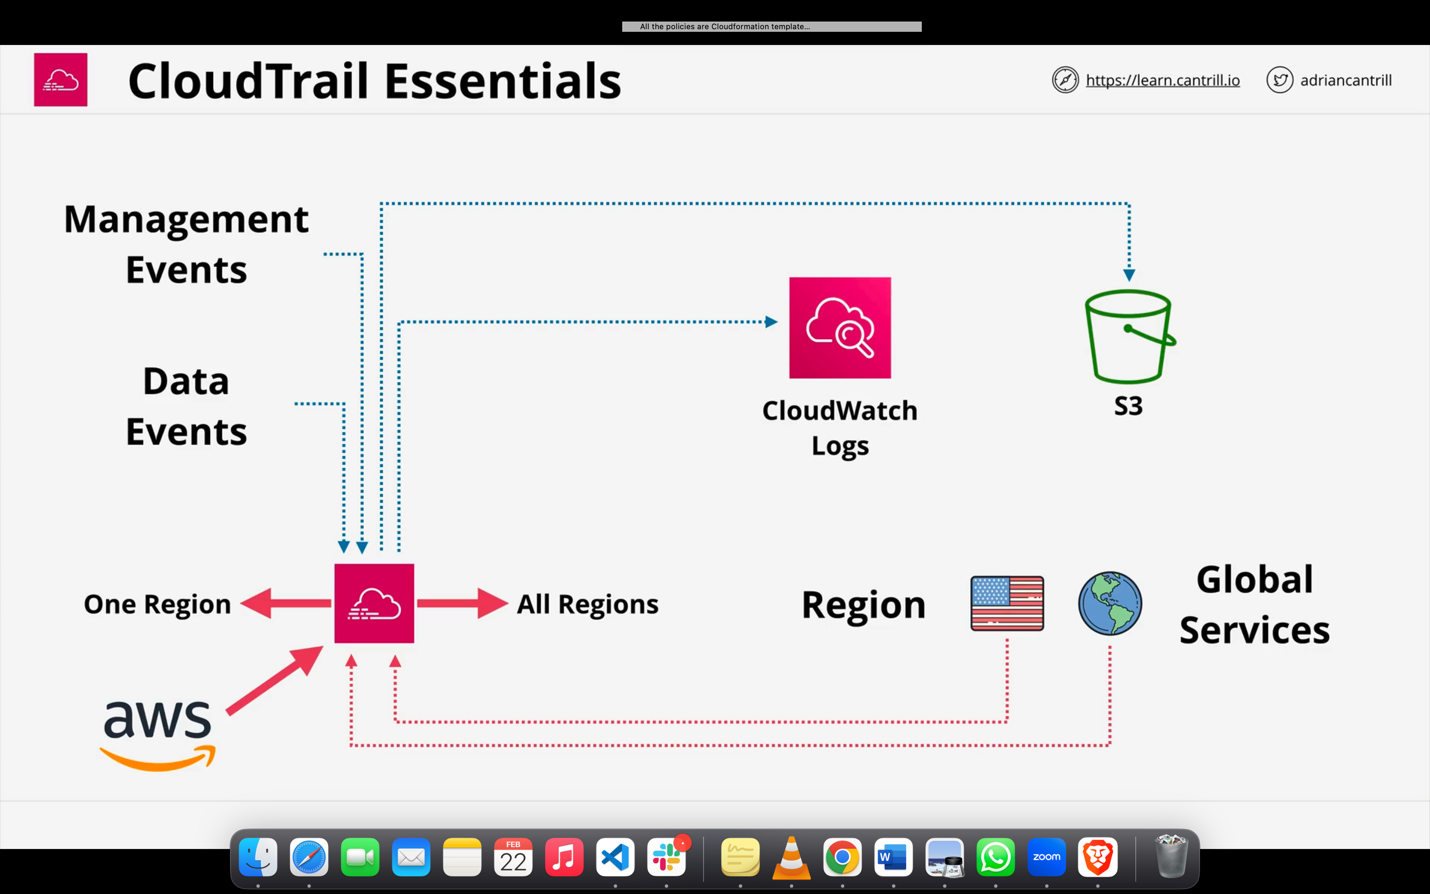 All the policies are Cloudformation template...
CloudTrail Essentials
https://learn.cantrill.io
adriancantrill
Management
Events
Data
Events
CloudWatch
Logs
S3
One Region
All Regions
Region
Global
Services
aws
FEB
22
W
zoom